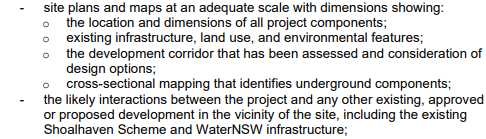 - site plans and maps at an adequate scale with dimensions showing:
o the location and dimensions of all project components;
o existing infrastructure, land use, and environmental features;
o the development corridor that has been assessed and consideration of
design options;
o cross-sectional mapping that identifies underground components;
- the likely interactions between the project and any other existing, approved
or proposed development in the vicinity of the site, including the existing
Shoalhaven Scheme and WaterNSW infrastructure;